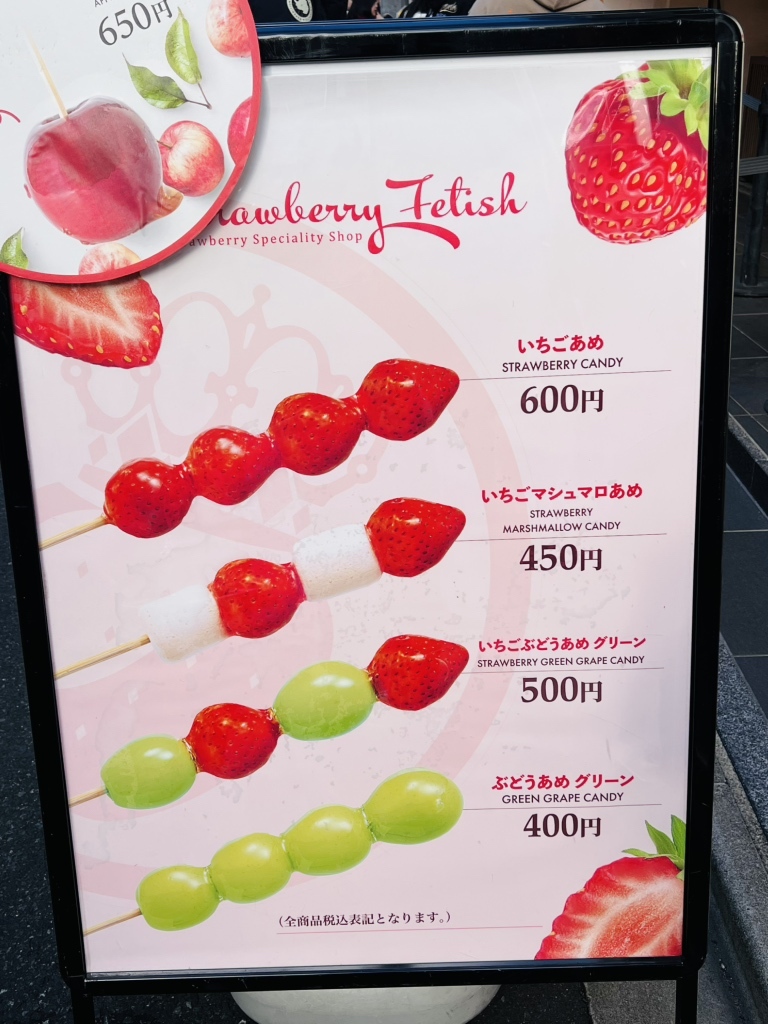 650円
rawberry Fetish
awberry Speciality Shop
いちごあめ
STRAWBERRY CANDY
600円
いちごマシュマロあめ
STRAWBERRY
MARSHMALLOW CANDY
450円
いちごぶどうあめ グリーン
STRAWBERRY GREEN GRAPE CANDY
500円
ぶどうあめ グリーン
GREEN GRAPE CANDY
400円
(全商品税込表記となります。)